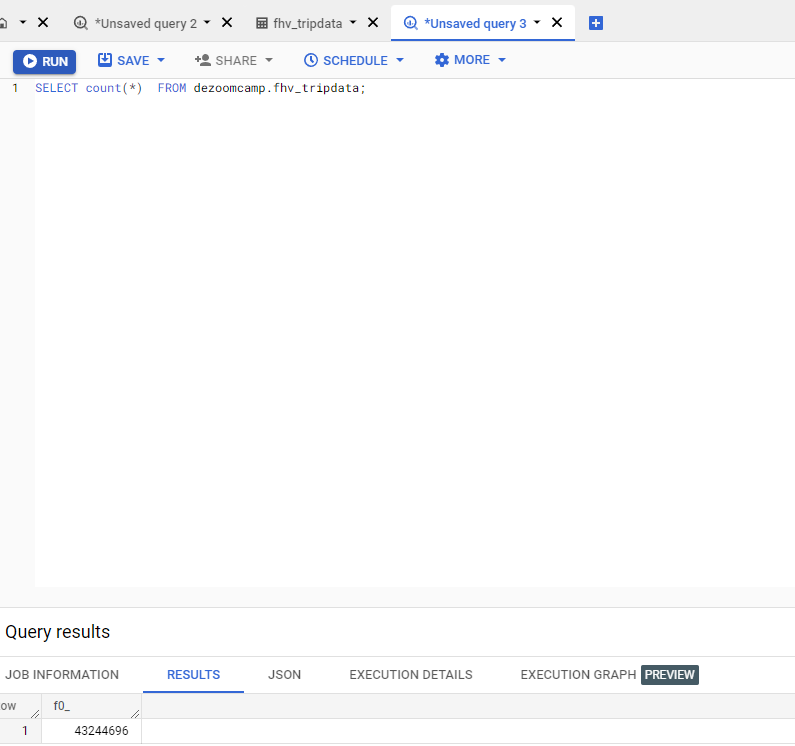 *Unsaved query 2 fhv_tripdata *Unsaved query 3
RUN SAVE SHARE SCHEDULE MORE
1 SELECT count(*)  FROM dezoomcamp.fhv_tripdata;
Query results
JOB INFORMATION RESULTS JSON EXECUTION DETAILS EXECUTION GRAPH PREVIEW
ow f0_
1 43244696